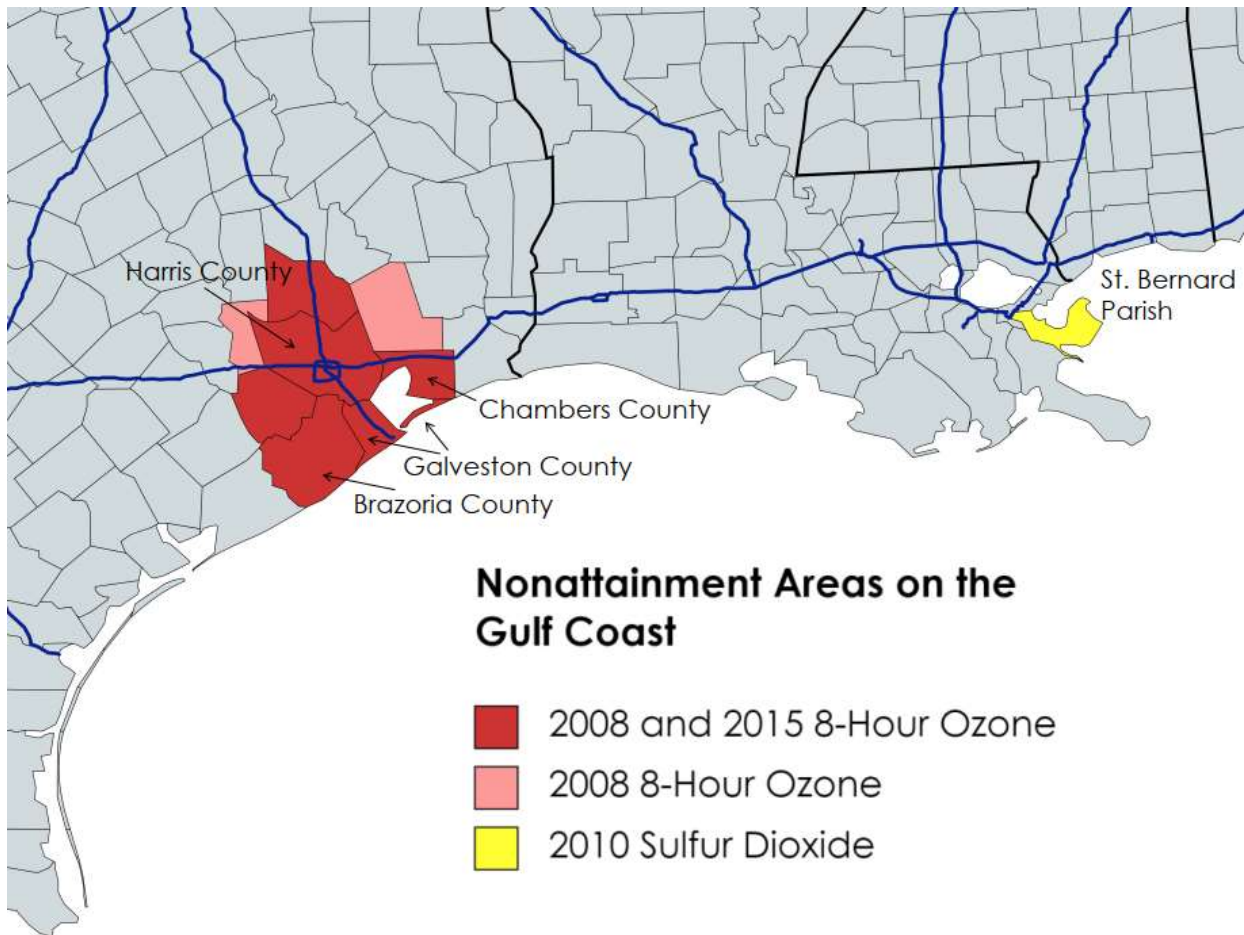 Harris County
St. Bernard
Parish
Chambers County
Galveston County
Brazoria County
Nonattainment Areas on the
Gulf Coast
2008 and 2015 8-Hour Ozone
2008 8-Hour Ozone
2010 Sulfur Dioxide